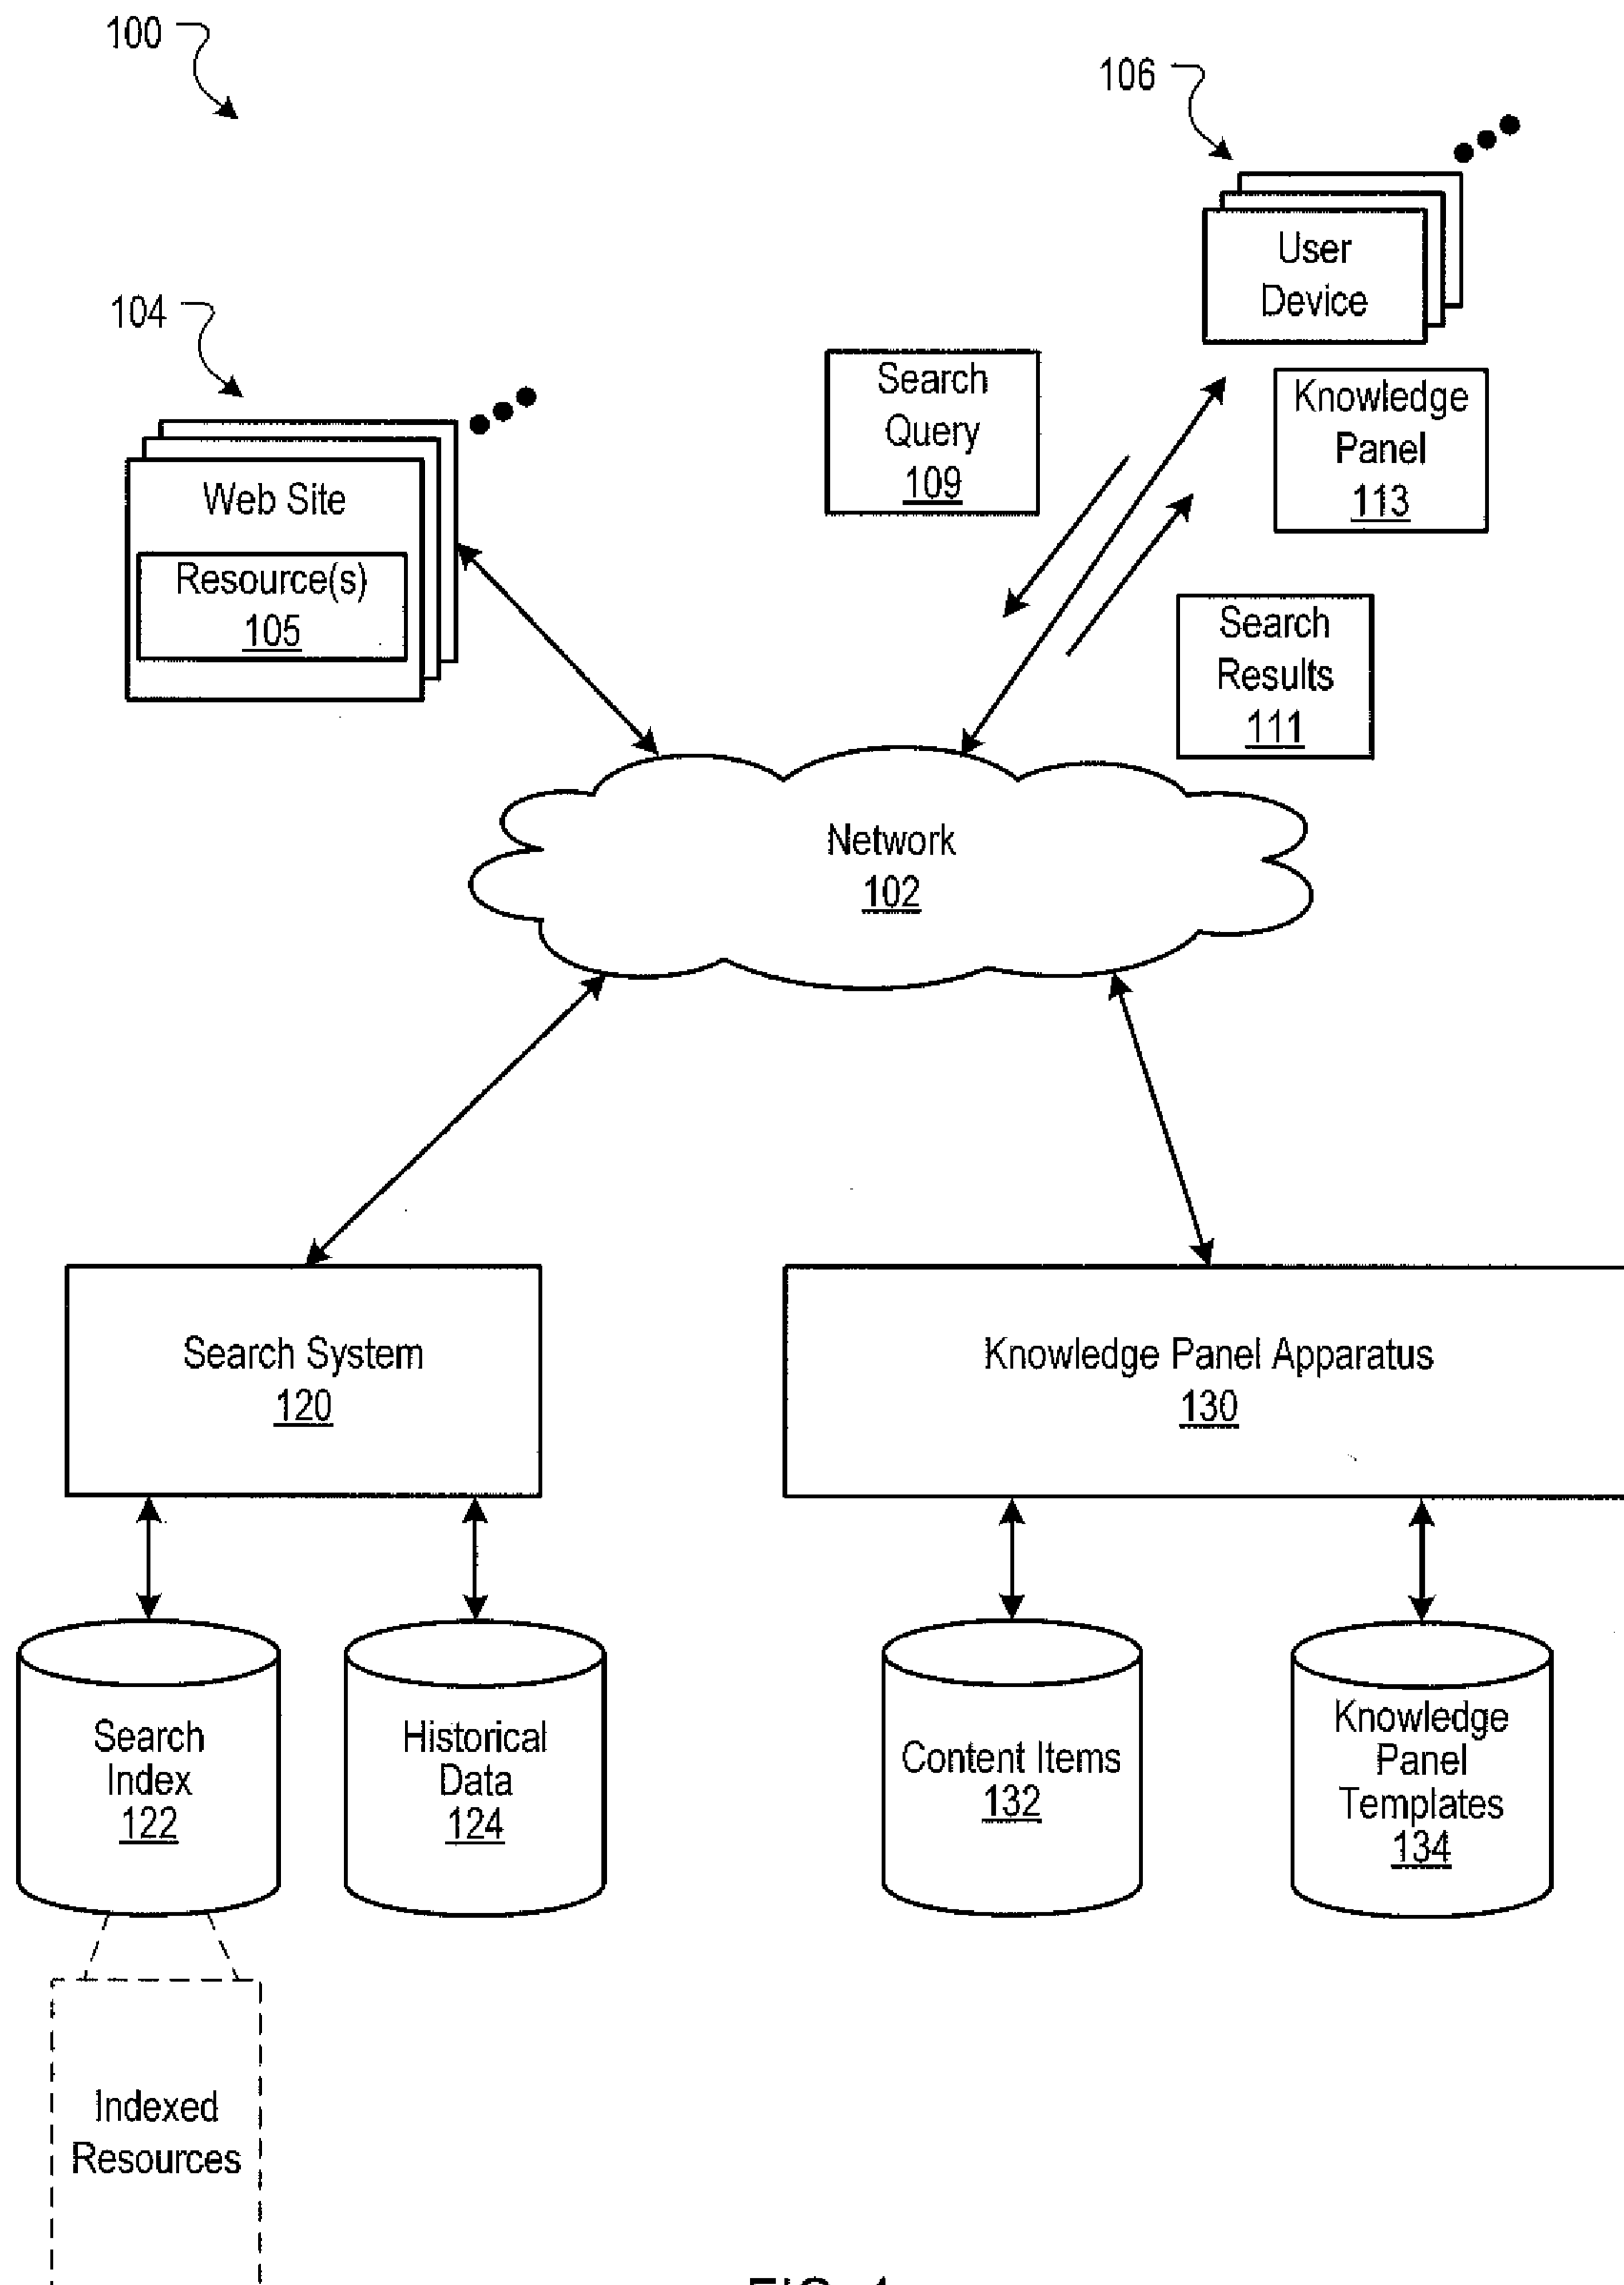 100
106
User
Device
104
Search
Query
109
Knowledge
Panel
113
Web Site
Resource(s)
105
Search
Results
111
Network
102
Search System
120
Knowledge Panel Apparatus
130
Search
Index
122
Historical
Data
124
Content Items
132
Knowledge
Panel
Templates
134
Indexed
Resources